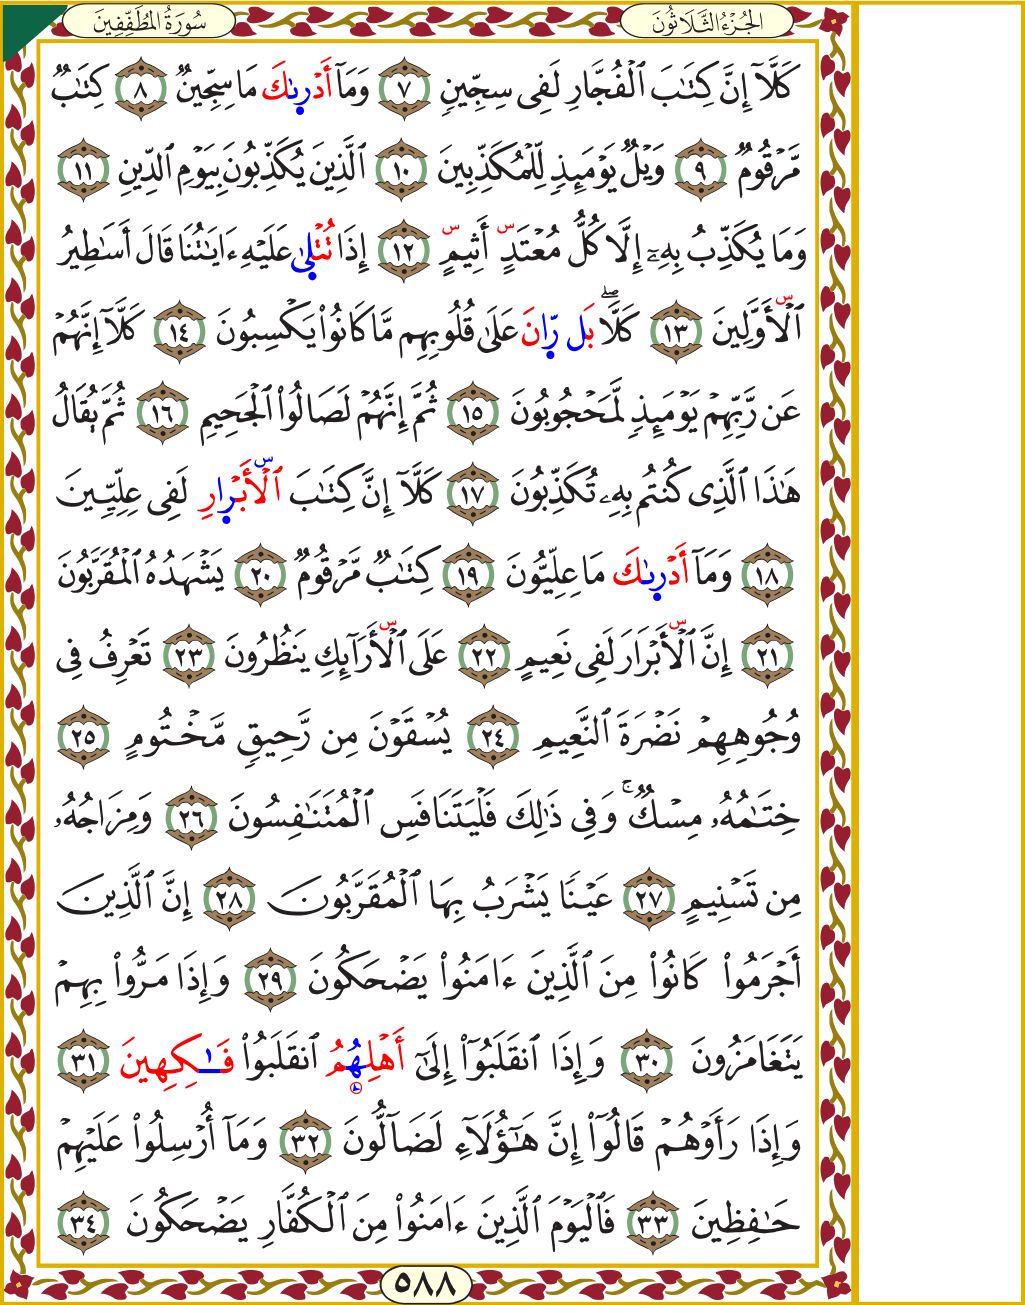 الجُزْءُ الثَّلَاثُونَ
سُورَةُ المُطَفِّفِينَ
كَلَّآ إِنَّ كِتَٰبَ ٱلْفُجَّارِ لَفِى سِجِّينٍ ٧ وَمَآ أَدْرىٰكَ مَا سِجِّينٌ ٨ كِتَٰبٌ
مَّرْقُومٌ ٩ وَيْلٌ يَوْمَئِذٍ لِّلْمُكَذِّبِينَ ١٠ ٱلَّذِينَ يُكَذِّبُونَ بِيَوْمِ ٱلدِّينِ ١١
وَمَا يُكَذِّبُ بِهِۦٓ إِلَّا كُلُّ مُعْتَدٍ أَثِيمٍ ١٢ إِذَا تُتْلىٰ عَلَيْهِ ءَايَٰتُنَا قَالَ أَسَٰطِيرُ
ٱلْأَوَّلِينَ ١٣ كَلَّاۖ بَل رَّانَ عَلَىٰ قُلُوبِهِم مَّا كَانُوا۟ يَكْسِبُونَ ١٤ كَلَّآ إِنَّهُمْ
عَن رَّبِّهِمْ يَوْمَئِذٍ لَّمَحْجُوبُونَ ١٥ ثُمَّ إِنَّهُمْ لَصَالُوا۟ ٱلْجَحِيمِ ١٦ ثُمَّ يُقَالُ
هَٰذَا ٱلَّذِى كُنتُم بِهِۦ تُكَذِّبُونَ ١٧ كَلَّآ إِنَّ كِتَٰبَ ٱلْأَبْرَارِ لَفِى عِلِّيِّينَ
١٨ وَمَآ أَدْرىٰكَ مَا عِلِّيُّونَ ١٩ كِتَٰبٌ مَّرْقُومٌ ٢٠ يَشْهَدُهُ ٱلْمُقَرَّبُونَ
٢١ إِنَّ ٱلْأَبْرَارَ لَفِى نَعِيمٍ ٢٢ عَلَى ٱلْأَرَآئِكِ يَنظُرُونَ ٢٣ تَعْرِفُ فِى
وُجُوهِهِمْ نَضْرَةَ ٱلنَّعِيمِ ٢٤ يُسْقَوْنَ مِن رَّحِيقٍ مَّخْتُومٍ ٢٥
خِتَٰمُهُۥ مِسْكٌۚ وَفِى ذَٰلِكَ فَلْيَتَنَافَسِ ٱلْمُتَنَٰفِسُونَ ٢٦ وَمِزَاجُهُۥ
مِن تَسْنِيمٍ ٢٧ عَيْنًا يَشْرَبُ بِهَا ٱلْمُقَرَّبُونَ ٢٨ إِنَّ ٱلَّذِينَ
أَجْرَمُوا۟ كَانُوا۟ مِنَ ٱلَّذِينَ ءَامَنُوا۟ يَضْحَكُونَ ٢٩ وَإِذَا مَرُّوا۟ بِهِمْ
يَتَغَامَزُونَ ٣٠ وَإِذَا ٱنقَلَبُوٓا۟ إِلَىٰٓ أَهْلِهُمُ ٱنقَلَبُوا۟ فَٰكِهِينَ ٣١
وَإِذَا رَأَوْهُمْ قَالُوٓا۟ إِنَّ هَٰٓؤُلَآءِ لَضَآلُّونَ ٣٢ وَمَآ أُرْسِلُوا۟ عَلَيْهِمْ
حَٰفِظِينَ ٣٣ فَٱلْيَوْمَ ٱلَّذِينَ ءَامَنُوا۟ مِنَ ٱلْكُفَّارِ يَضْحَكُونَ ٣٤
٥٨٨